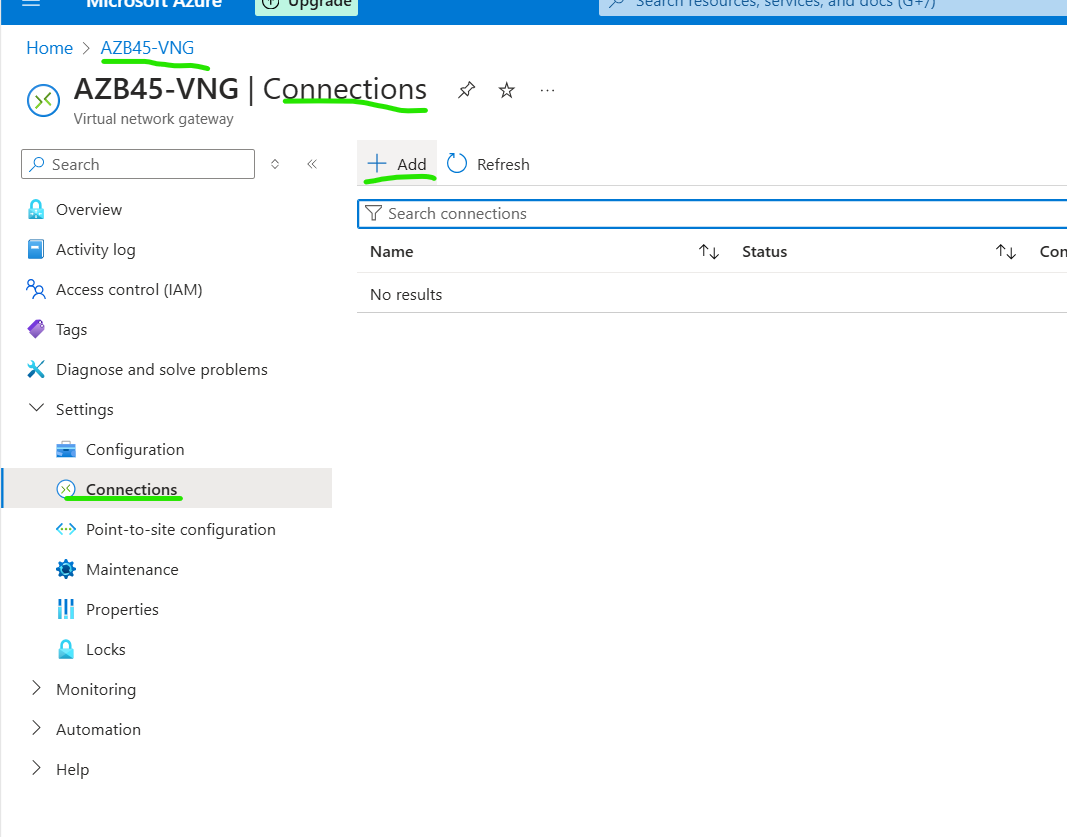 Microsoft Azure
Upgrade
Search resources, services, and docs (G+/)
Home > AZB45-VNG
AZB45-VNG | Connections
Virtual network gateway
Search
Add
Refresh
Search connections
Overview
Name
Status
Con
Activity log
Access control (IAM)
No results
Tags
Diagnose and solve problems
Settings
Configuration
Connections
Point-to-site configuration
Maintenance
Properties
Locks
Monitoring
Automation
Help